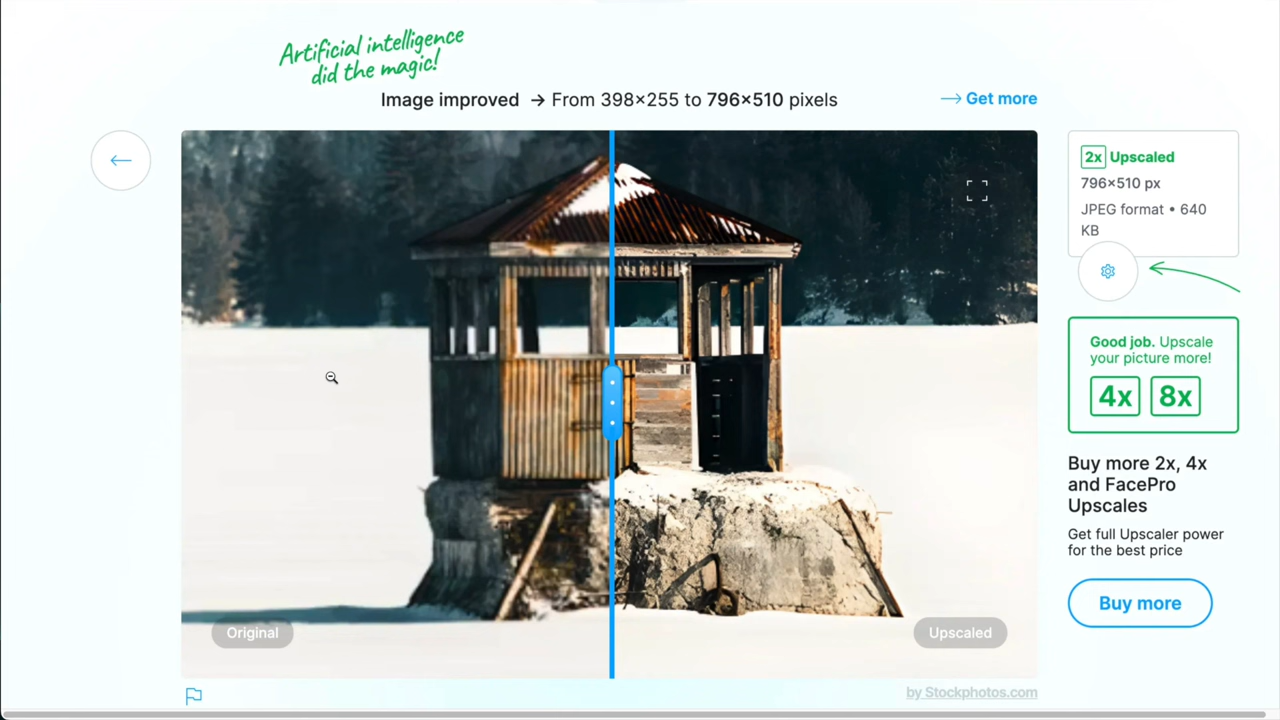 Artificial intelligence
did the magic!
Image improved → From 398×255 to 796×510 pixels
→ Get more
2x Upscaled
796×510 px
JPEG format • 640
KB
Good job. Upscale
your picture more!
4x 8x
Buy more 2x, 4x
and FacePro
Upscales
Get full Upscaler power
for the best price
Buy more
Original
Upscaled
by Stockphotos.com